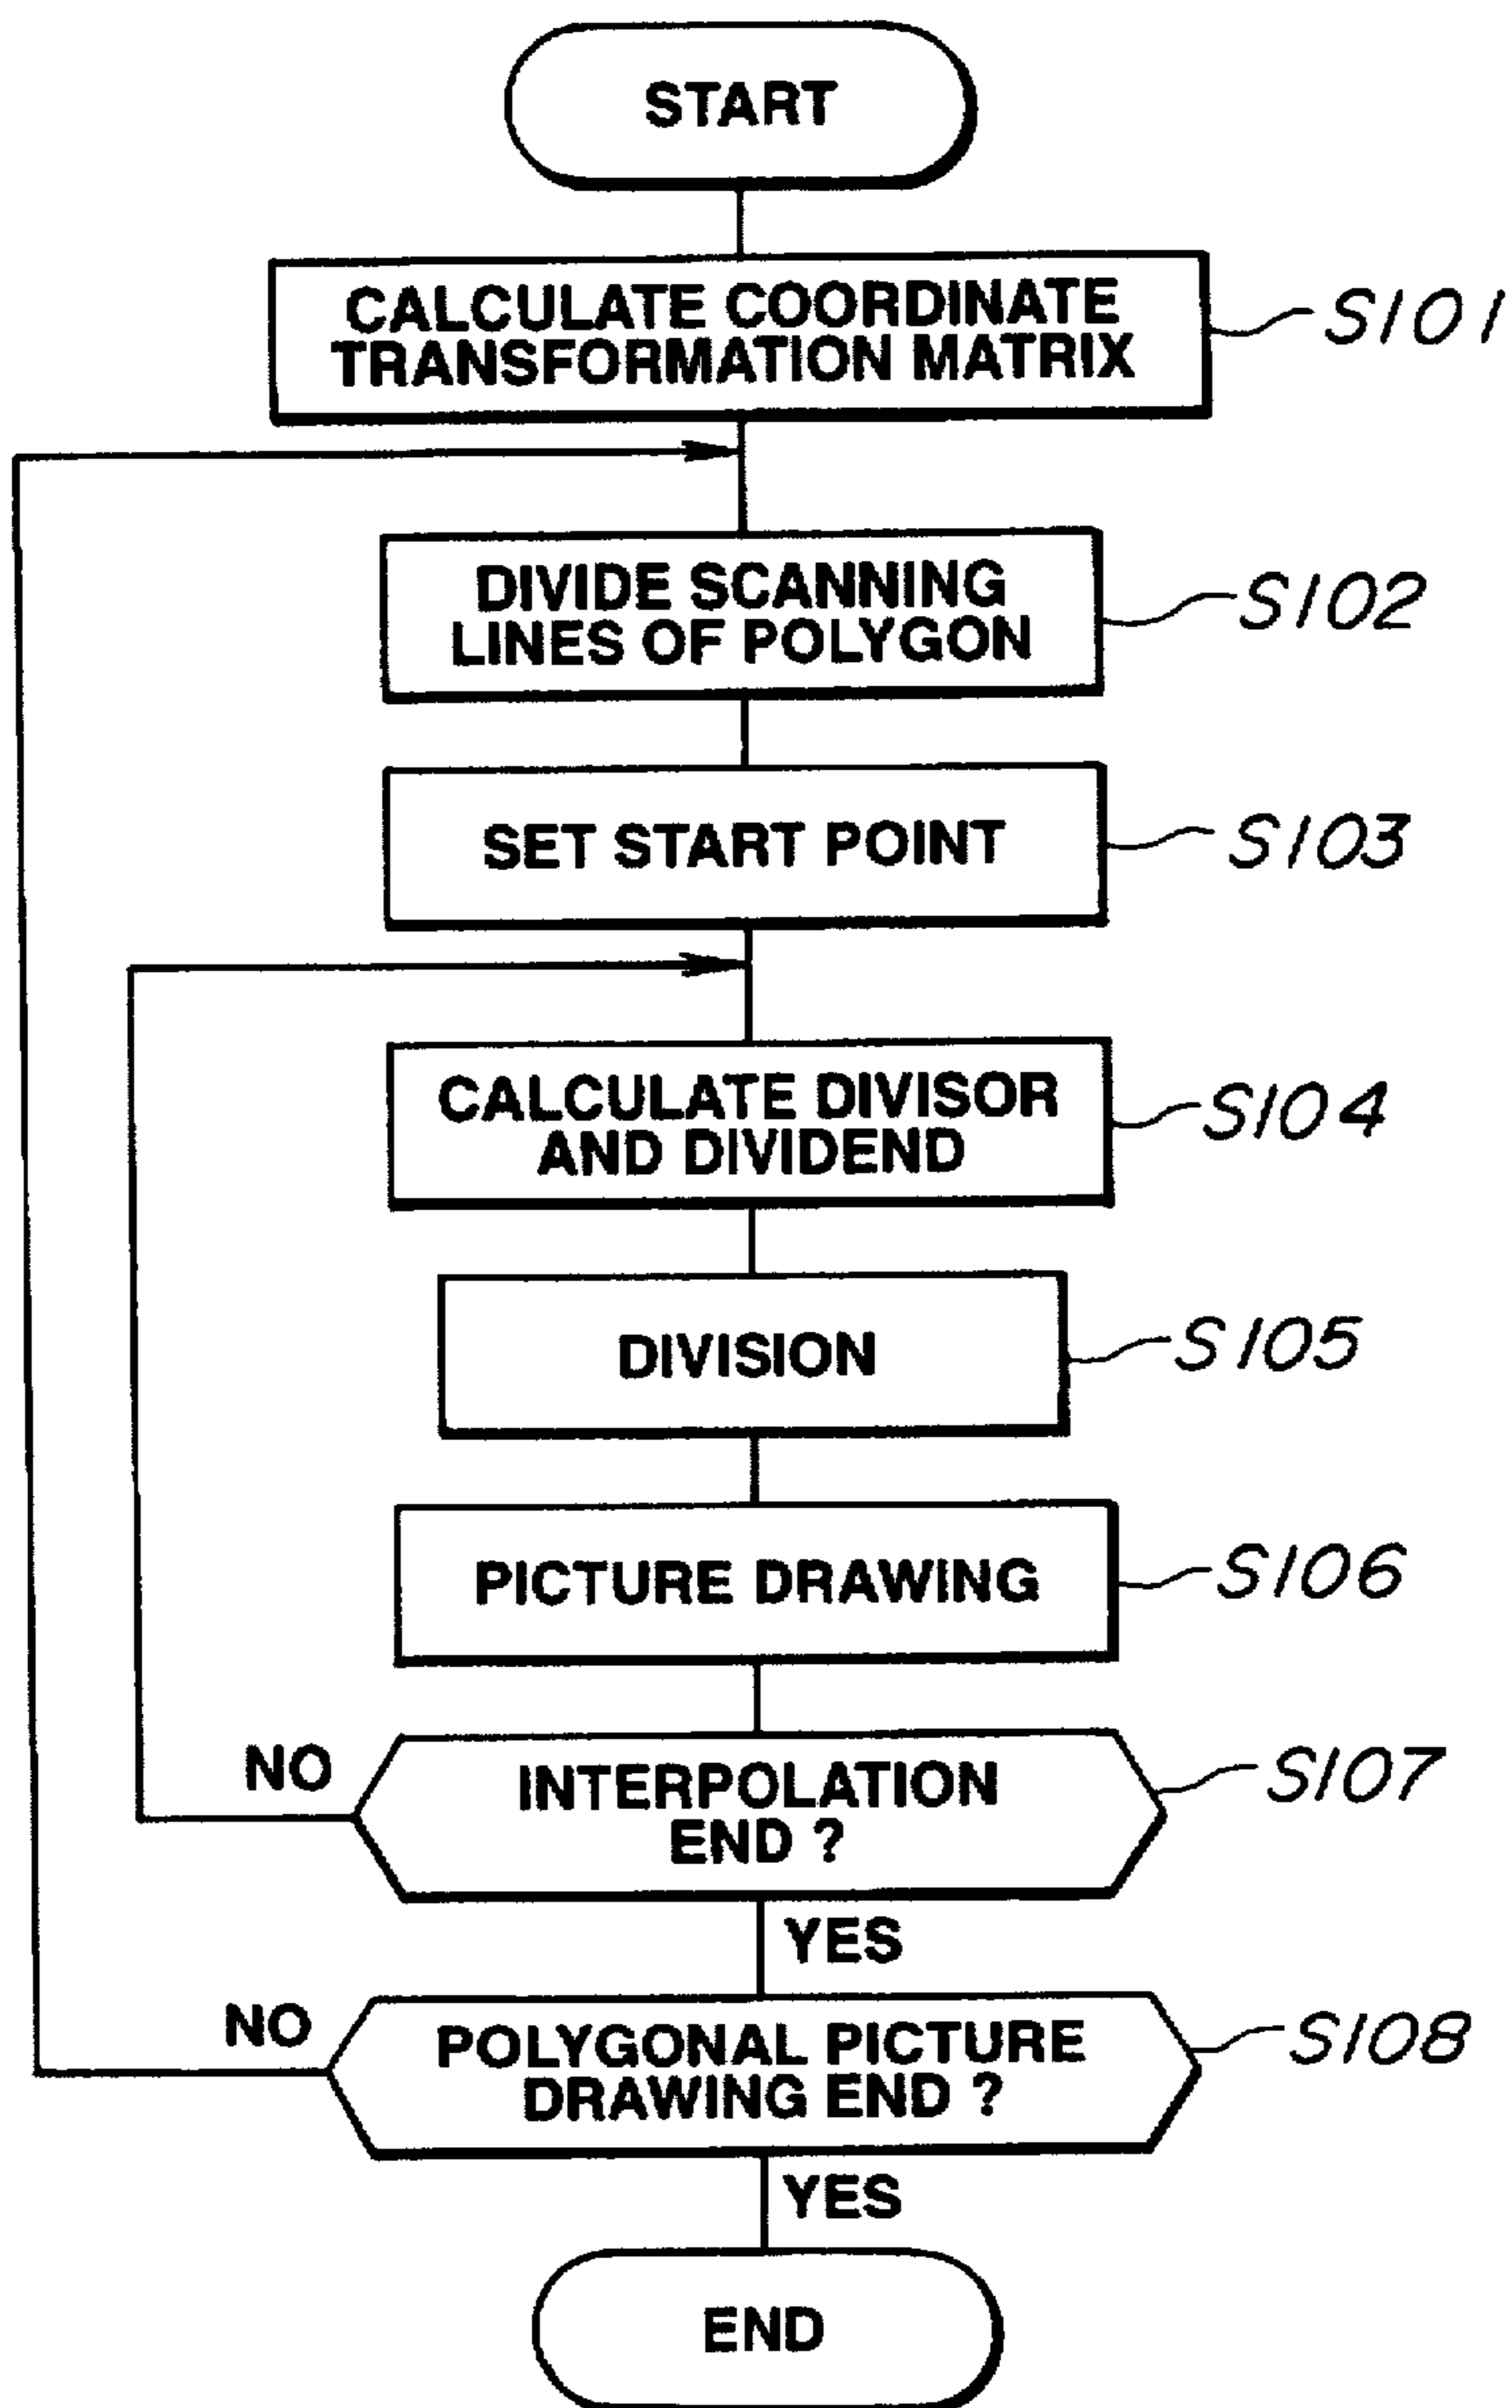 START
CALCULATE COORDINATE
TRANSFORMATION MATRIX
S101
DIVIDE SCANNING
LINES OF POLYGON
S102
SET START POINT
S103
CALCULATE DIVISOR
AND DIVIDEND
S104
DIVISION
S105
PICTURE DRAWING
S106
NO
INTERPOLATION
END ?
S107
YES
NO
POLYGONAL PICTURE
DRAWING END ?
S108
YES
END